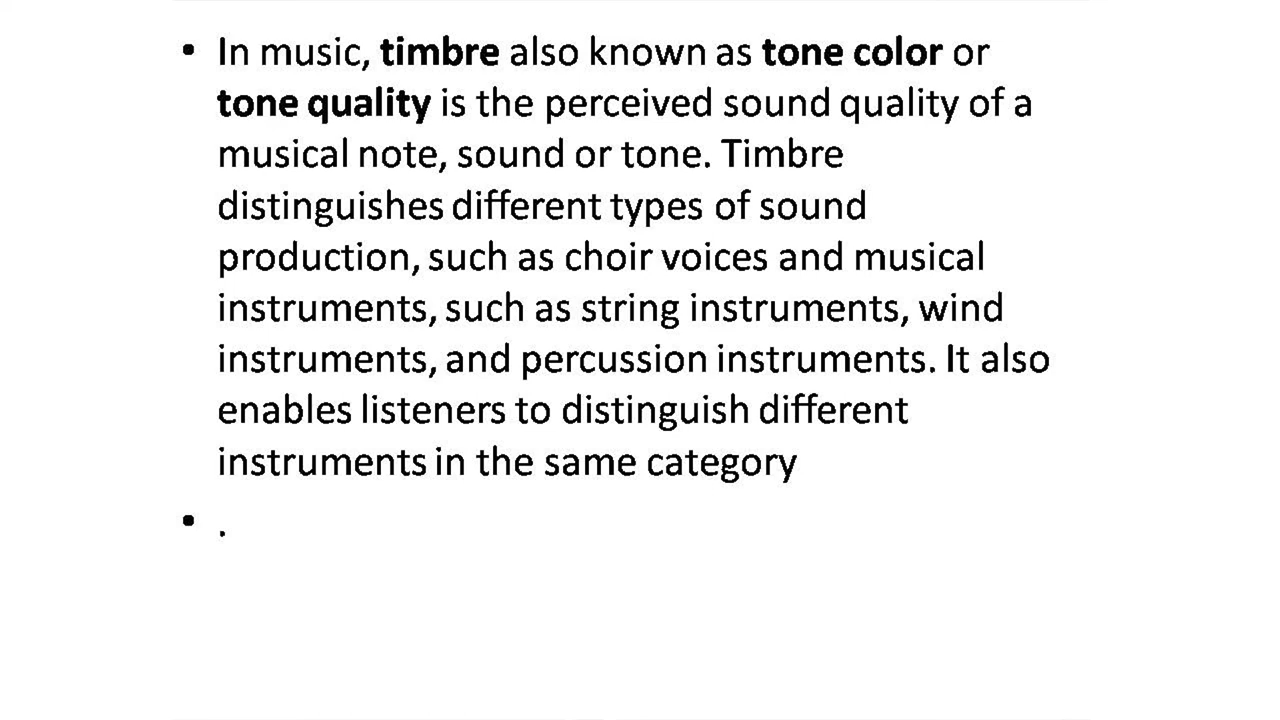 • In music, timbre also known as tone color or
tone quality is the perceived sound quality of a
musical note, sound or tone. Timbre
distinguishes different types of sound
production, such as choir voices and musical
instruments, such as string instruments, wind
instruments, and percussion instruments. It also
enables listeners to distinguish different
instruments in the same category
• .